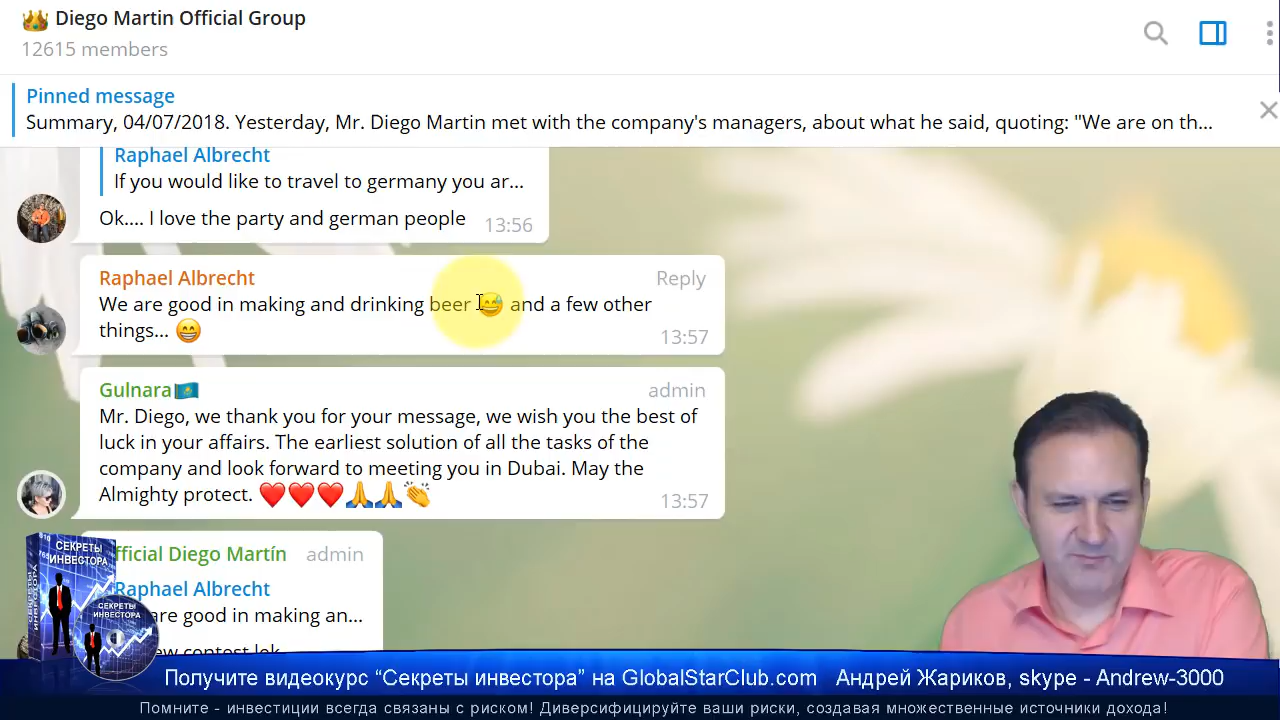 Diego Martin Official Group
12615 members
Pinned message
Summary, 04/07/2018. Yesterday, Mr. Diego Martin met with the company's managers, about what he said, quoting: "We are on th...
Raphael Albrecht
If you would like to travel to germany you ar...
Ok.... I love the party and german people 13:56
Raphael Albrecht Reply
We are good in making and drinking beer 😅 and a few other
things... 😁 13:57
Gulnara🇰🇿 admin
Mr. Diego, we thank you for your message, we wish you the best of
luck in your affairs. The earliest solution of all the tasks of the
company and look forward to meeting you in Dubai. May the
Almighty protect. ❤️❤️❤️🙏🙏👏 13:57
fficial Diego Martín admin
Raphael Albrecht
are good in making an...
СЕКРЕТЫ
ИНВЕСТОРА
СЕКРЕТЫ
ИНВЕСТОРА
Получите видеокурс “Секреты инвестора” на GlobalStarClub.com Андрей Жариков, skype - Andrew-3000
Помните - инвестиции всегда связаны с риском! Диверсифицируйте ваши риски, создавая множественные источники дохода!